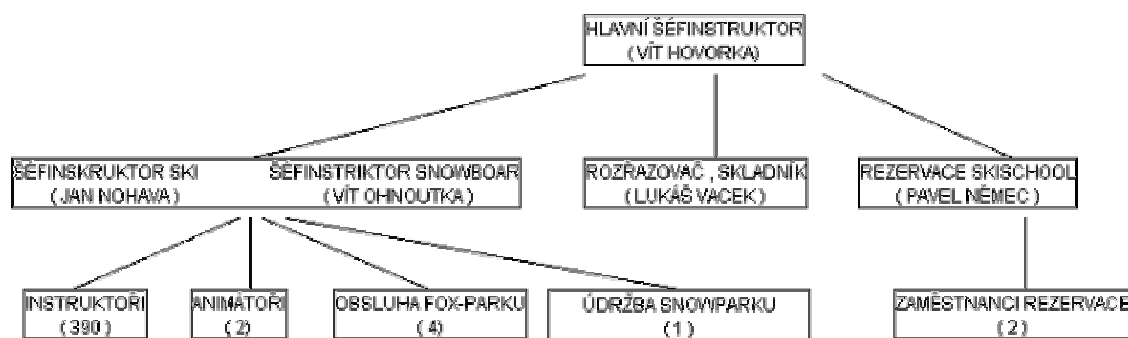 HLAVNÍ ŠÉFINSTRUKTOR
( VÍT HOVORKA)
ŠÉFINSKRUKTOR SKI ŠÉFINSTRIKTOR SNOWBOAR
(JAN NOHAVA) (VÍT OHNOUTKA )
ROZŘAZOVAČ , SKLADNÍK
(LUKÁŠ VACEK)
REZERVACE SKISCHOOL
( PAVEL NĚMEC )
INSTRUKTOŘI
( 390 )
ANIMÁTOŘI
( 2 )
OBSLUHA FOX-PARKU
( 4 )
ÚDRŽBA SNOWPARKU
( 1 )
ZAMĚSTNANCI REZERVACE
( 2 )